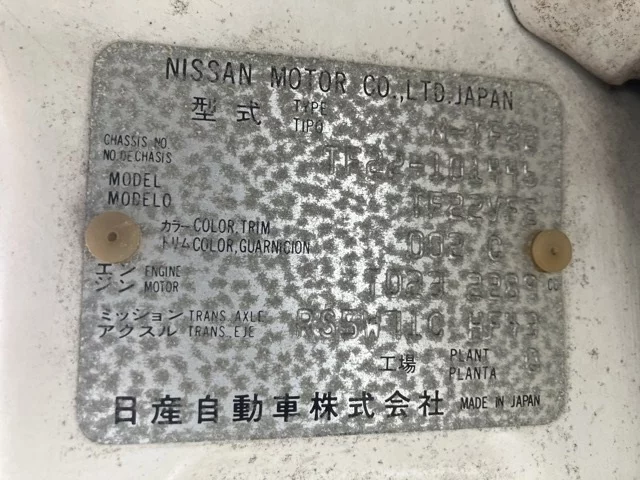 NISSAN MOTOR CO.,LTD.JAPAN
型式 TYPE TIPO
CHASSIS NO. NO.DE CHASIS
MODEL MODELO
カラー COLOR,TRIM
トリム COLOR,GUARNICION 002 C
エンジン ENGINE MOTOR TD23
ミッション TRANS.AXLE
アクスル TRANS.EJE RS5W71C
工場 PLANT PLANTA
日産自動車株式会社 MADE IN JAPAN